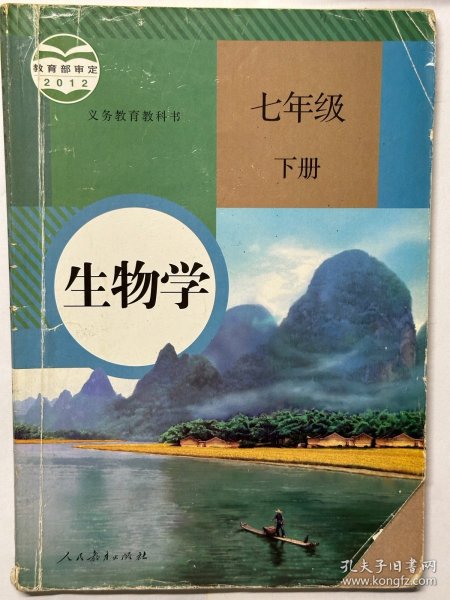 教育部审定
2012
义务教育教科书
七年级
下册
生物学
人民教育出版社
孔夫子旧书网
www.kongfz.com